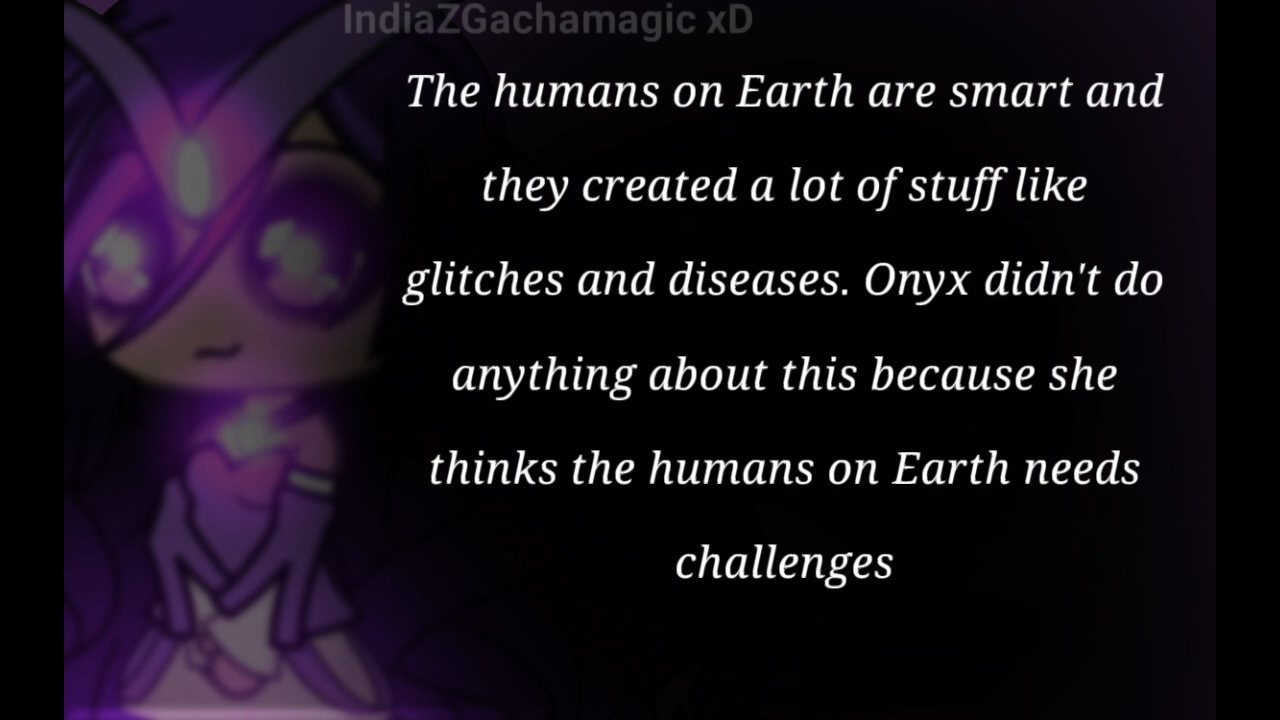 IndiaZGachamagic xD
The humans on Earth are smart and
they created a lot of stuff like
glitches and diseases. Onyx didn't do
anything about this because she
thinks the humans on Earth needs
challenges